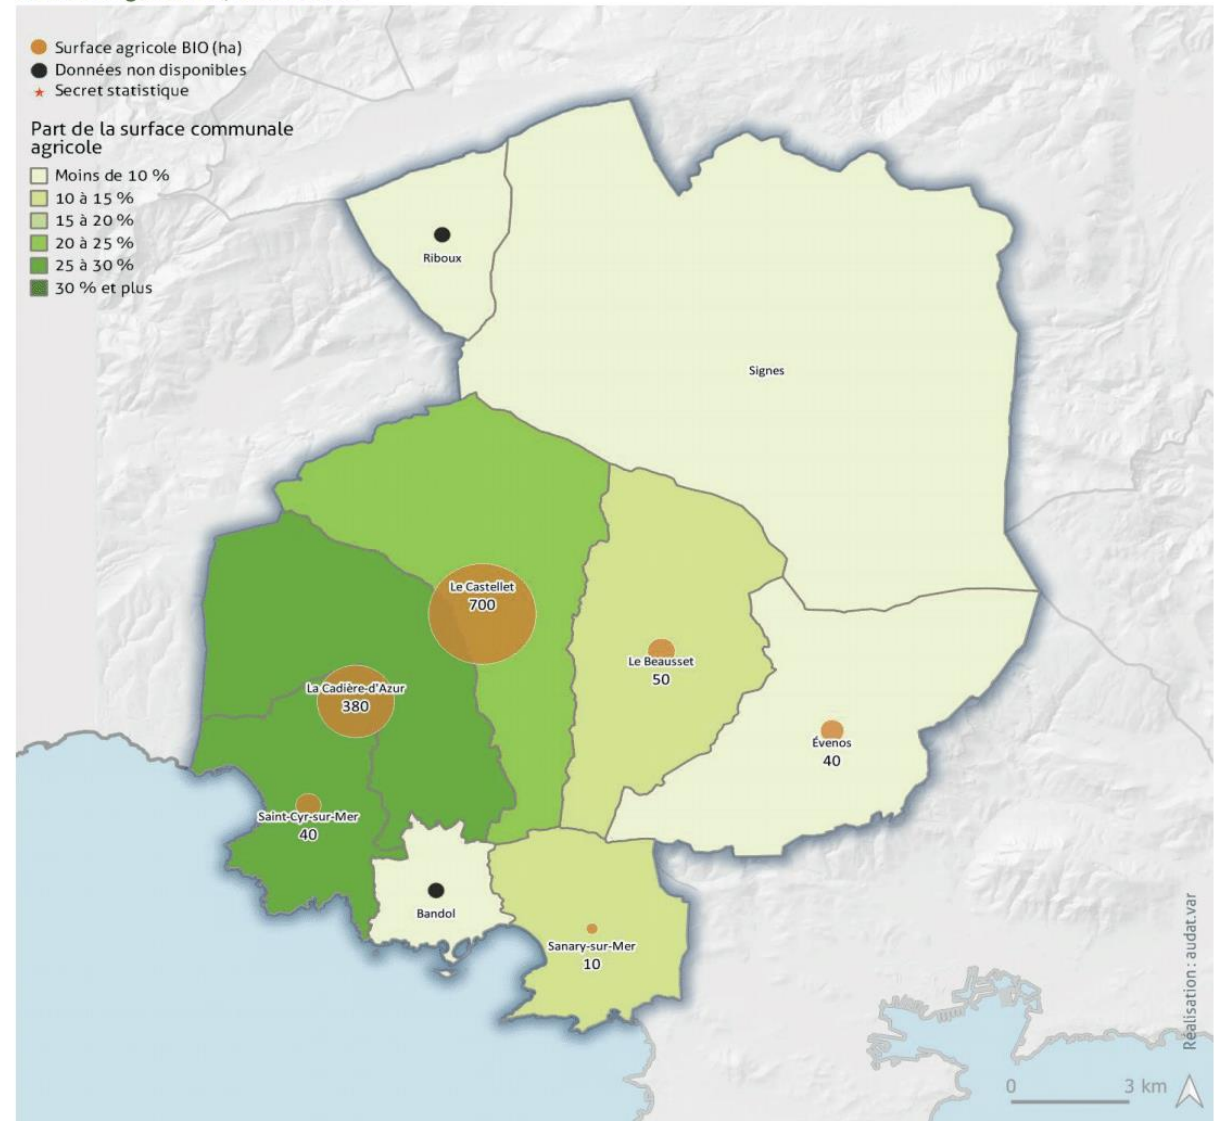 Surface agricole BIO (ha)
Données non disponibles
Secret statistique
Part de la surface communale
agricole
Moins de 10 %
10 à 15 %
15 à 20 %
20 à 25 %
25 à 30 %
30 % et plus
Riboux
Signes
Le Castellet
700
Le Beausset
50
La Cadière-d'Azur
380
Évenos
40
Saint-Cyr-sur-Mer
40
Bandol
Sanary-sur-Mer
10
Réalisation : audat.var
0 3 km